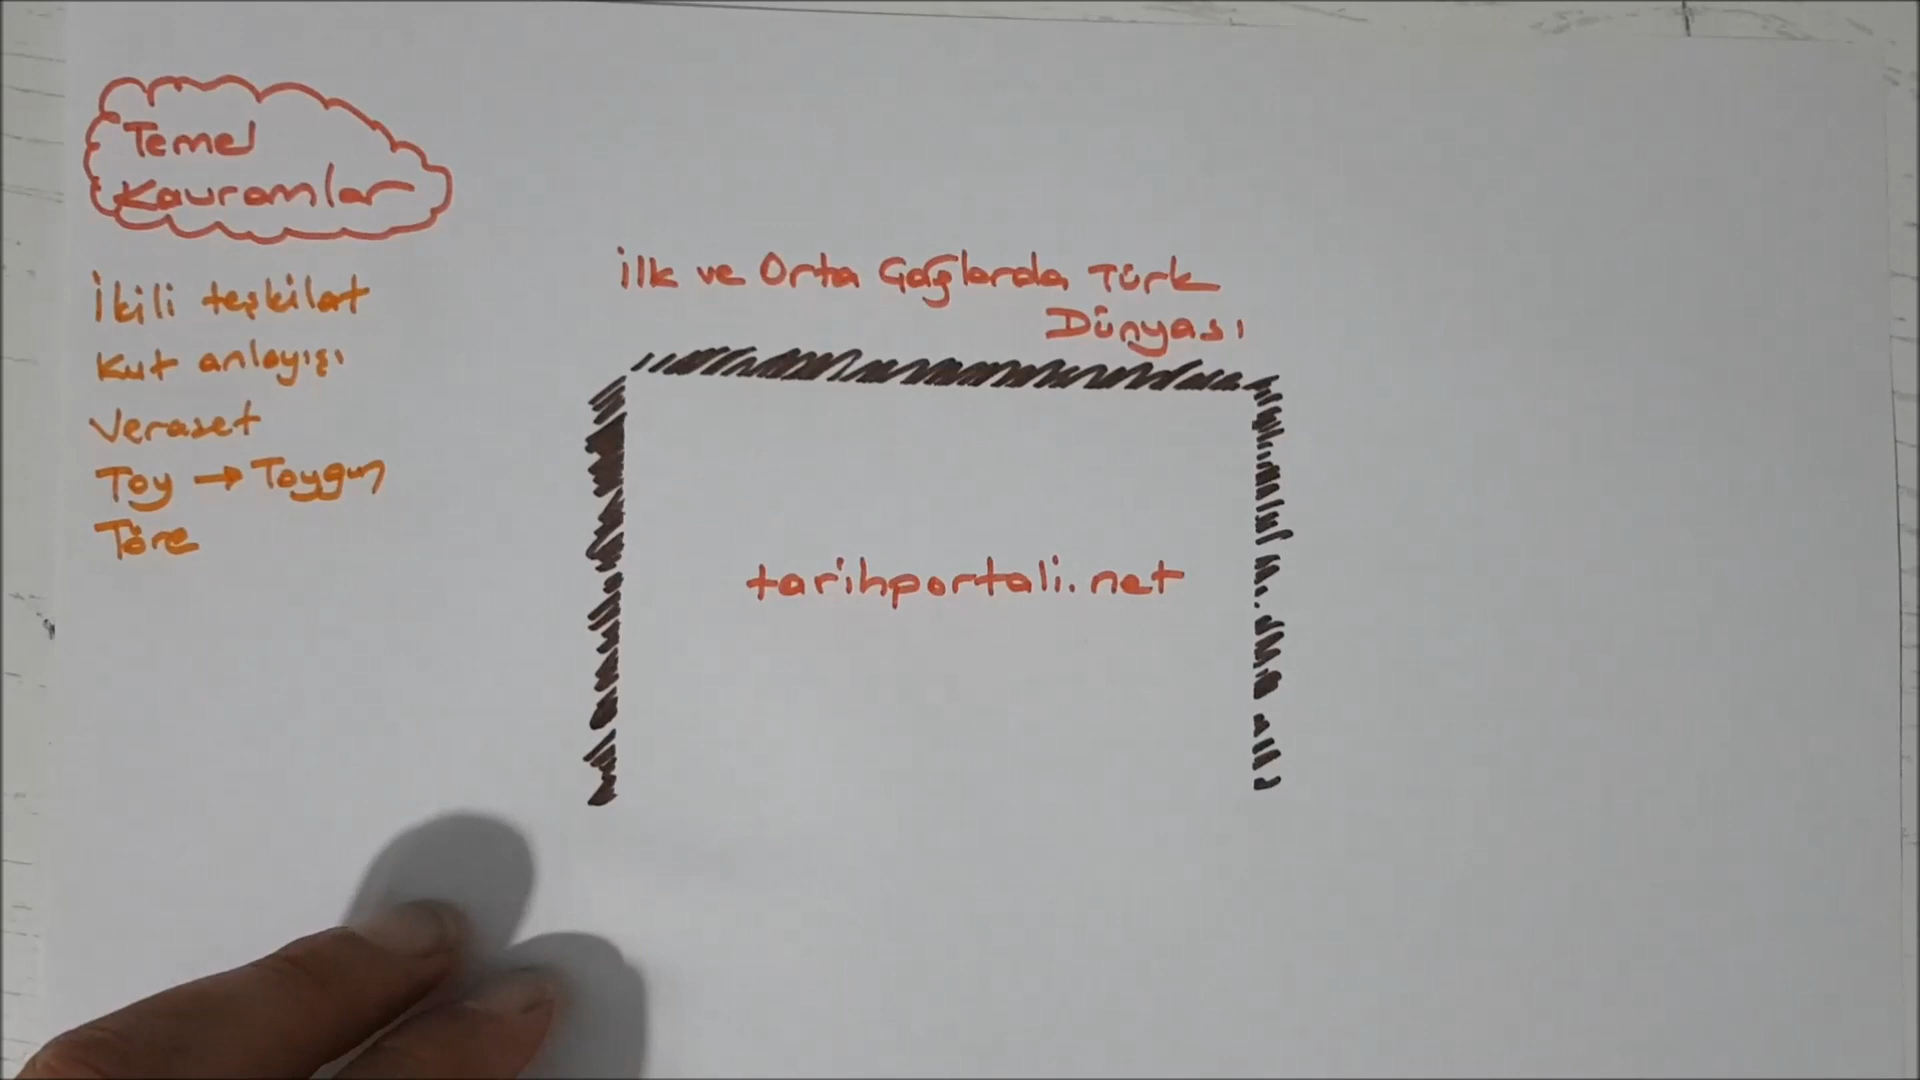 Temel
Kavramlar
İkili teşkilat
Kut anlayışı
Veraset
Toy → Toygun
Töre
İlk ve Orta Çağlarda Türk
Dünyası
tarihportali.net